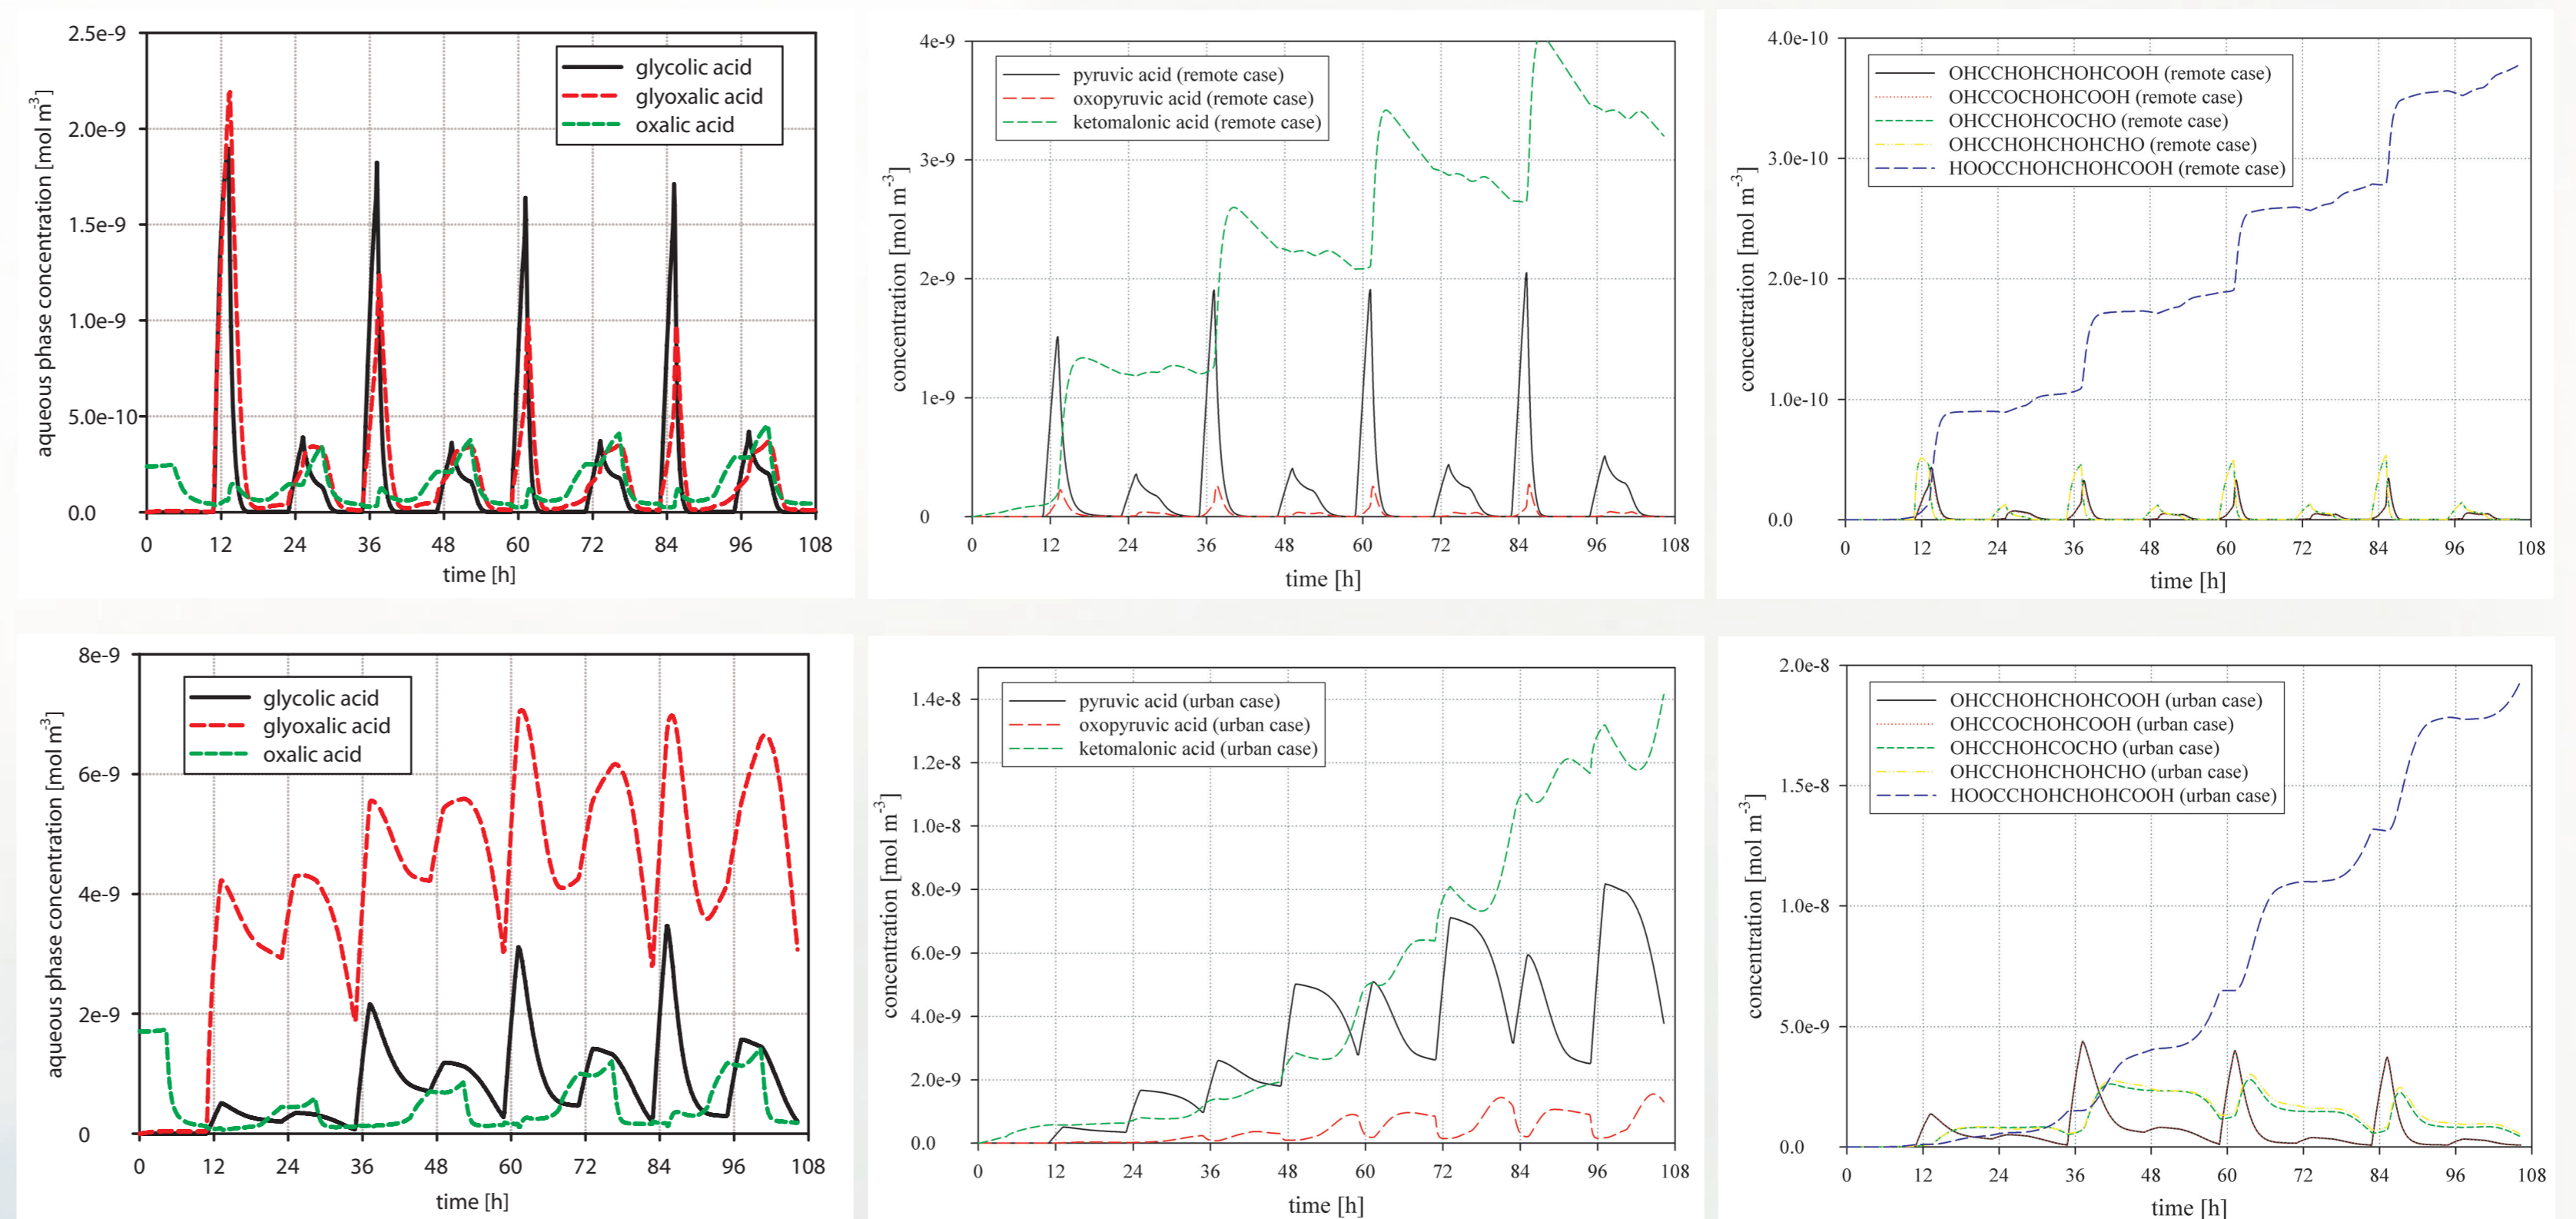 2.5e-9
2.0e-9
1.5e-9
1.0e-9
5.0e-10
0.0
aqueous phase concentration [mol m-3]
glycolic acid
glyoxalic acid
oxalic acid
0 12 24 36 48 60 72 84 96 108
time [h]
4e-9
3e-9
2e-9
1e-9
0
concentration [mol m-3]
pyruvic acid (remote case)
oxopyruvic acid (remote case)
ketomalonic acid (remote case)
0 12 24 36 48 60 72 84 96 108
time [h]
4.0e-10
3.0e-10
2.0e-10
1.0e-10
0.0
concentration [mol m-3]
OHCCHOHCHOHCOOH (remote case)
OHCCOCHOHCOOH (remote case)
OHCCHOHCOCHO (remote case)
OHCCHOHCHOHCHO (remote case)
HOOCCHOHCHOHCOOH (remote case)
0 12 24 36 48 60 72 84 96 108
time [h]
8e-9
6e-9
4e-9
2e-9
0
aqueous phase concentration [mol m-3]
glycolic acid
glyoxalic acid
oxalic acid
0 12 24 36 48 60 72 84 96 108
time [h]
1.4e-8
1.2e-8
1.0e-8
8.0e-9
6.0e-9
4.0e-9
2.0e-9
0.0
concentration [mol m-3]
pyruvic acid (urban case)
oxopyruvic acid (urban case)
ketomalonic acid (urban case)
0 12 24 36 48 60 72 84 96 108
time [h]
2.0e-8
1.5e-8
1.0e-8
5.0e-9
0.0
concentration [mol m-3]
OHCCHOHCHOHCOOH (urban case)
OHCCOCHOHCOOH (urban case)
OHCCHOHCOCHO (urban case)
OHCCHOHCHOHCHO (urban case)
HOOCCHOHCHOHCOOH (urban case)
0 12 24 36 48 60 72 84 96 108
time [h]